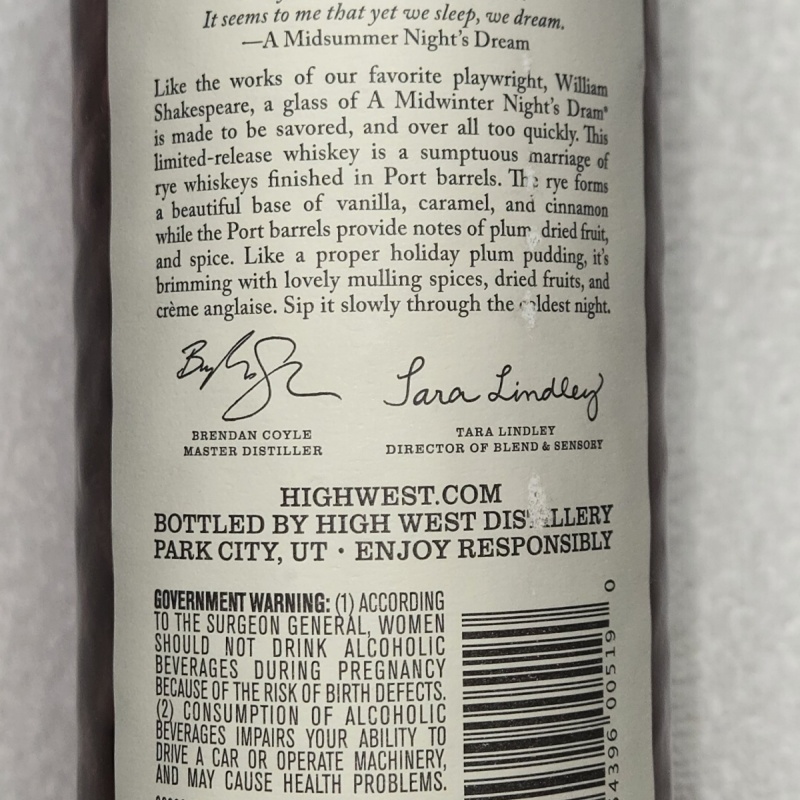 It seems to me that yet we sleep, we dream.
—A Midsummer Night's Dream
Like the works of our favorite playwright, William
Shakespeare, a glass of A Midwinter Night's Dram®
is made to be savored, and over all too quickly. This
limited-release whiskey is a sumptuous marriage of
rye whiskeys finished in Port barrels. The rye forms
a beautiful base of vanilla, caramel, and cinnamon
while the Port barrels provide notes of plum, dried fruit,
and spice. Like a proper holiday plum pudding, it's
brimming with lovely mulling spices, dried fruits, and
crème anglaise. Sip it slowly through the coldest night.
Tara Lindley
BRENDAN COYLE
MASTER DISTILLER
TARA LINDLEY
DIRECTOR OF BLEND & SENSORY
HIGHWEST.COM
BOTTLED BY HIGH WEST DISTILLERY
PARK CITY, UT • ENJOY RESPONSIBLY
GOVERNMENT WARNING: (1) ACCORDING
TO THE SURGEON GENERAL, WOMEN
SHOULD NOT DRINK ALCOHOLIC
BEVERAGES DURING PREGNANCY
BECAUSE OF THE RISK OF BIRTH DEFECTS.
(2) CONSUMPTION OF ALCOHOLIC
BEVERAGES IMPAIRS YOUR ABILITY TO
DRIVE A CAR OR OPERATE MACHINERY,
AND MAY CAUSE HEALTH PROBLEMS.
4396 00519 0